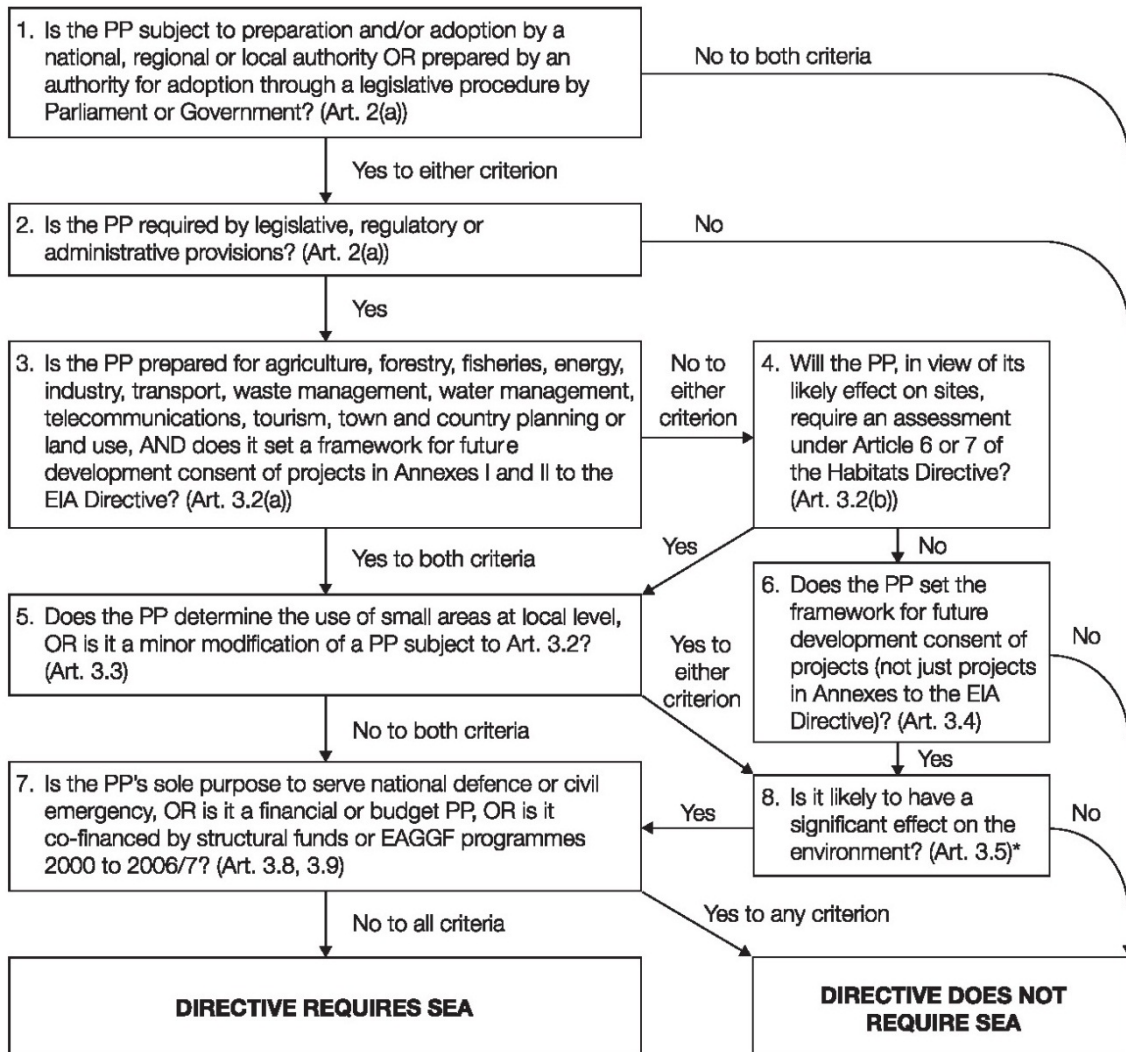 1. Is the PP subject to preparation and/or adoption by a
national, regional or local authority OR prepared by an
authority for adoption through a legislative procedure by
Parliament or Government? (Art. 2(a))
No to both criteria
Yes to either criterion
2. Is the PP required by legislative, regulatory or
administrative provisions? (Art. 2(a))
No
Yes
3. Is the PP prepared for agriculture, forestry, fisheries, energy,
industry, transport, waste management, water management,
telecommunications, tourism, town and country planning or
land use, AND does it set a framework for future
development consent of projects in Annexes I and II to the
EIA Directive? (Art. 3.2(a))
No to
either
criterion
4. Will the PP, in view of its
likely effect on sites,
require an assessment
under Article 6 or 7 of
the Habitats Directive?
(Art. 3.2(b))
Yes to both criteria
Yes
No
5. Does the PP determine the use of small areas at local level,
OR is it a minor modification of a PP subject to Art. 3.2?
(Art. 3.3)
Yes to
either
criterion
6. Does the PP set the
framework for future
development consent of
projects (not just projects
in Annexes to the EIA
Directive)? (Art. 3.4)
No
No to both criteria
Yes
7. Is the PP's sole purpose to serve national defence or civil
emergency, OR is it a financial or budget PP, OR is it
co-financed by structural funds or EAGGF programmes
2000 to 2006/7? (Art. 3.8, 3.9)
Yes
8. Is it likely to have a
significant effect on the
environment? (Art. 3.5)*
No
No to all criteria
Yes to any criterion
DIRECTIVE REQUIRES SEA
DIRECTIVE DOES NOT
REQUIRE SEA